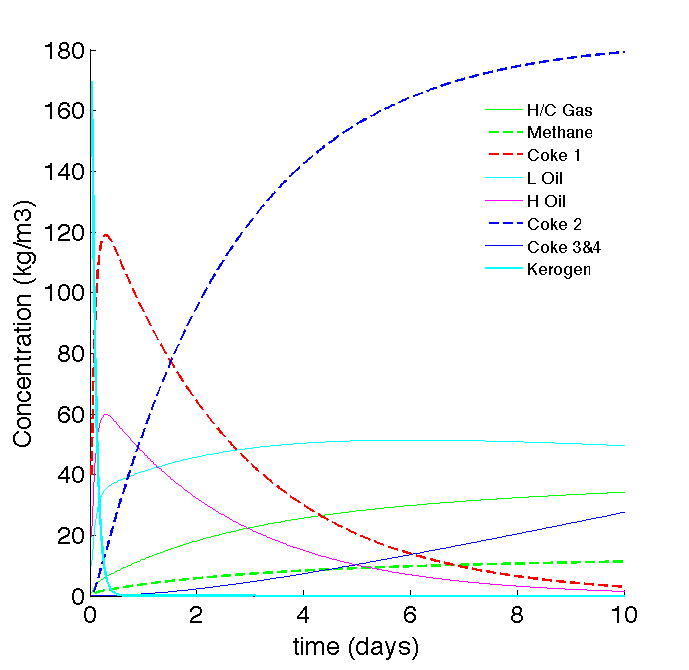 180
160
140
120
100
80
60
40
20
0
Concentration (kg/m3)
H/C Gas
Methane
Coke 1
L Oil
H Oil
Coke 2
Coke 3&4
Kerogen
0 2 4 6 8 10
time (days)